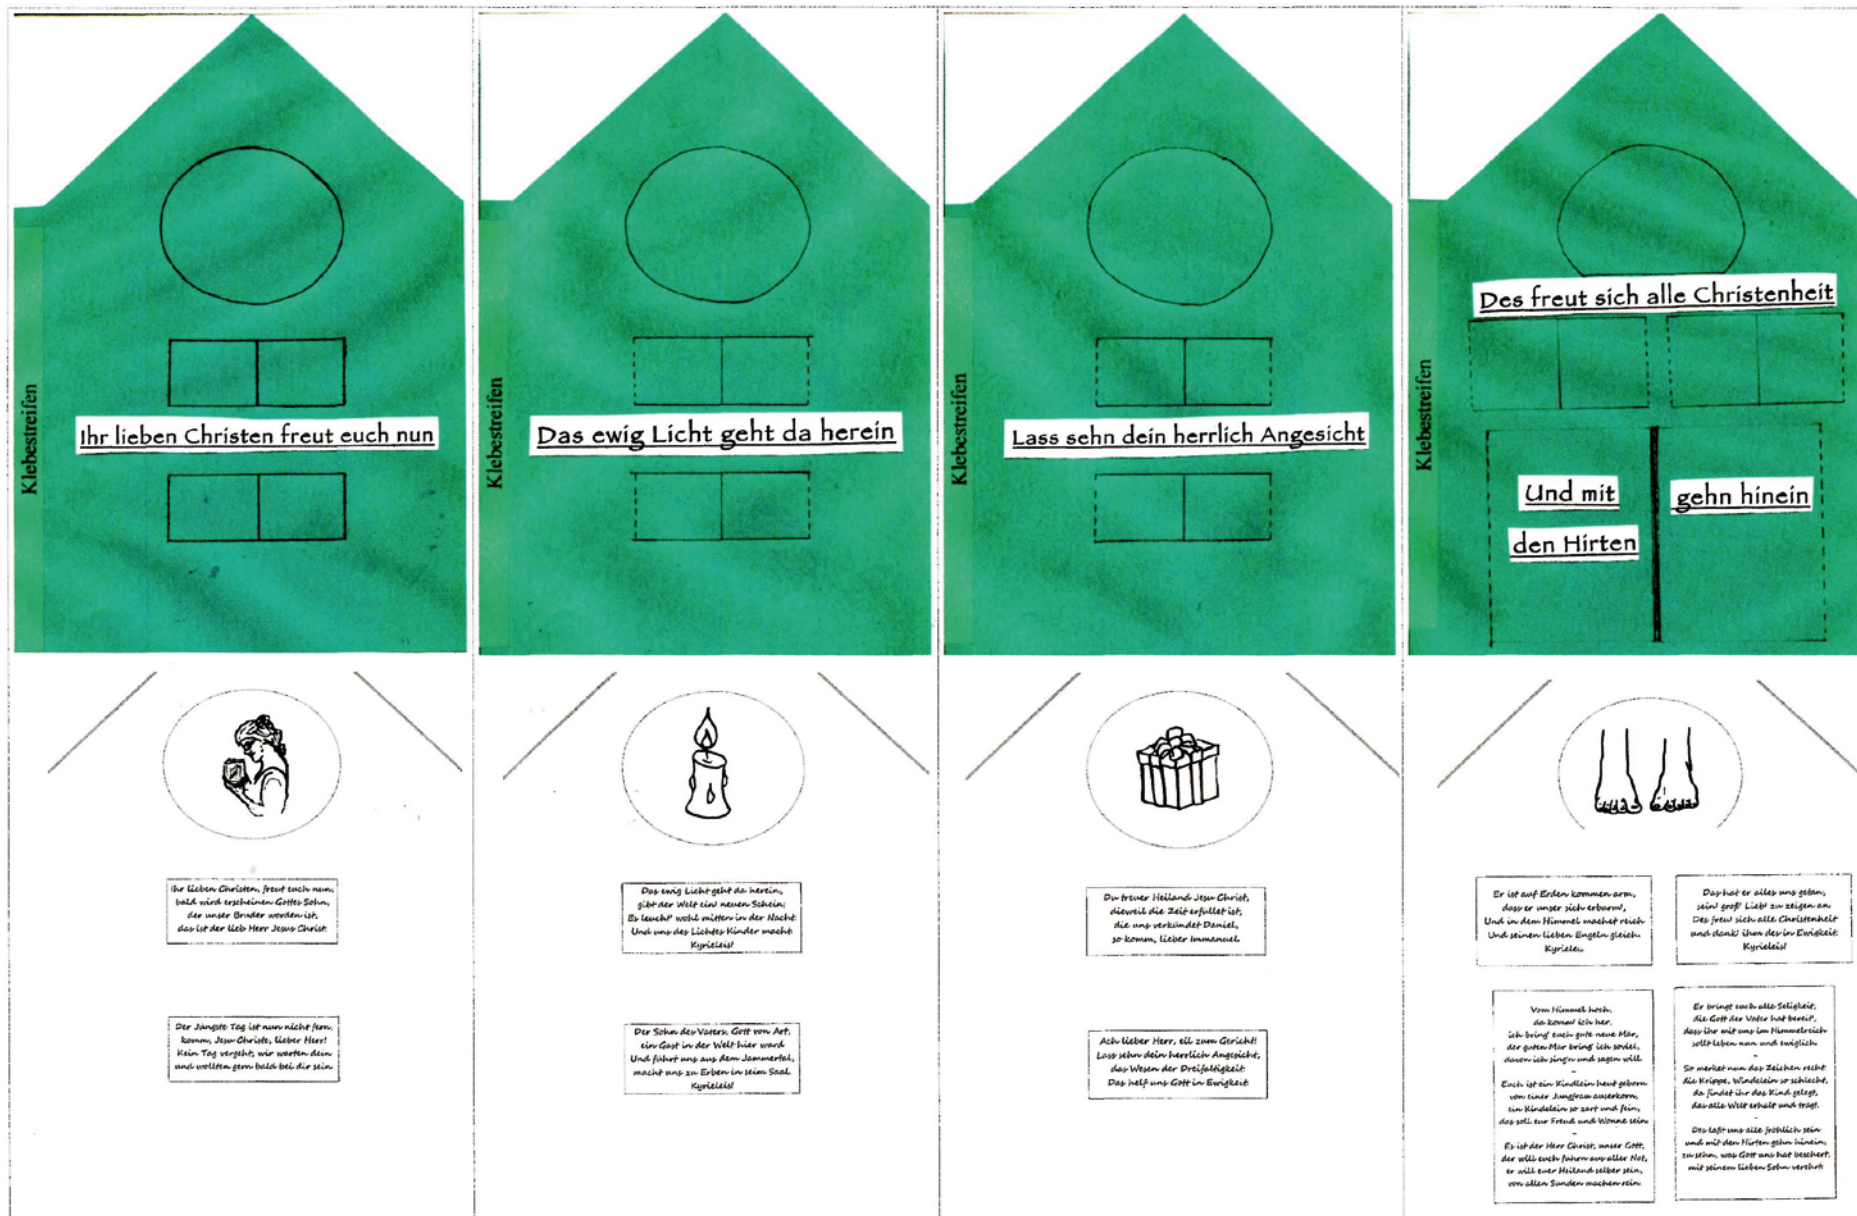 Klebestreifen
Ihr lieben Christen freut euch nun
Klebestreifen
Das ewig Licht geht da herein
Klebestreifen
Lass sehn dein herrlich Angesicht
Klebestreifen
Des freut sich alle Christenheit
Und mit
den Hirten
gehn hinein
Ihr lieben Christen, freut euch nun,
bald wird erscheinen Gottes Sohn,
der unser Bruder worden ist,
das ist der lieb Herr Jesus Christ.
Der Jüngste Tag ist nun nicht fern.
komm, Jesu Christe, lieber Herr!
Kein Tag vergeht, wir warten dein
und wollten gern bald bei dir sein.
Das ewig Licht geht da herein,
gibt der Welt ein' neuen Schein;
Es leucht' wohl mitten in der Nacht
Und uns des Lichtes Kinder macht.
Kyrieleis!
Der Sohn des Vaters, Gott von Art,
ein Gast in der Welt hier ward
Und führt uns aus dem Jammertal,
macht uns zu Erben in seim Saal.
Kyrieleis!
Du treuer Heiland Jesu Christ,
dieweil die Zeit erfüllet ist,
die uns verkündet Daniel,
so komm, lieber Immanuel.
Ach lieber Herr, eil zum Gericht!
Lass sehn dein herrlich Angesicht,
das Wesen der Dreifaltigkeit.
Das helf uns Gott in Ewigkeit.
Er ist auf Erden kommen arm,
dass er unser sich erbarm',
Und in dem Himmel machet reich
Und seinen lieben Engeln gleich.
Kyrieleis.
Das hat er alles uns getan,
sein' groß' Lieb' zu zeigen an.
Des freu' sich alle Christenheit
und dank' ihm des in Ewigkeit.
Kyrieleis!
Vom Himmel hoch,
da komm' ich her,
ich bring' euch gute neue Mär,
der guten Mär bring' ich soviel,
davon ich sing'n und sagen will.
-
Euch ist ein Kindlein heut geborn
von einer Jungfrau auserkorn,
ein Kindelein so zart und fein,
das soll eur Freud und Wonne sein.
-
Es ist der Herr Christ, unser Gott,
der will euch führn aus aller Not,
er will euer Heiland selber sein,
von allen Sünden machen rein.
Er bringt euch alle Seligkeit,
die Gott der Vater hat bereit',
dass ihr mit uns im Himmelreich
sollt leben nun und ewiglich.
-
So merket nun das Zeichen recht
die Krippe, Windelein so schlecht,
da findet ihr das Kind gelegt,
das alle Welt erhält und trägt.
-
Des laßt uns alle fröhlich sein
und mit den Hirten gehn hinein,
zu sehn, was Gott uns hat beschert,
mit seinem lieben Sohn verehrt.